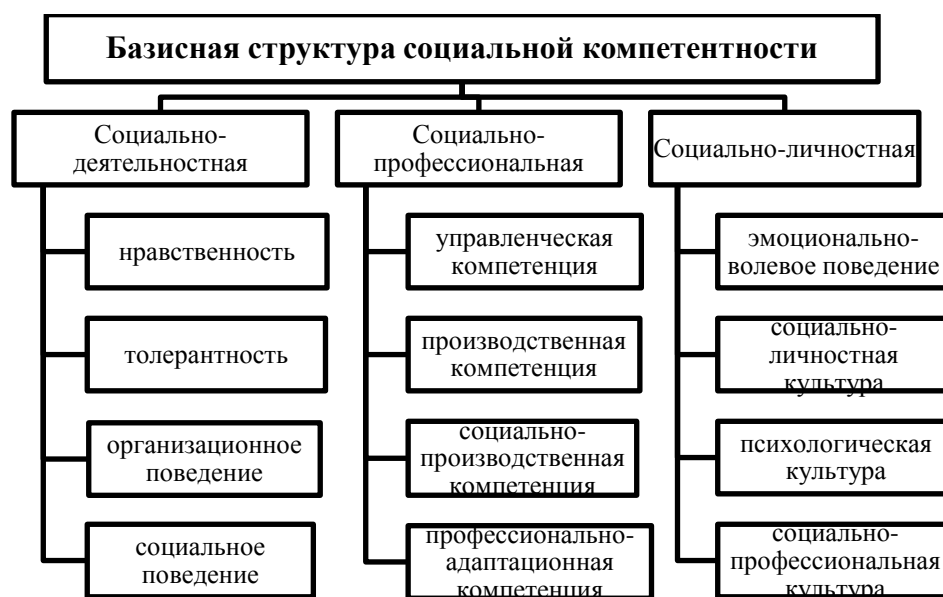 Базисная структура социальной компетентности
Социально-
деятельностная
нравственность
толерантность
организационное
поведение
социальное
поведение
Социально-
профессиональная
управленческая
компетенция
производственная
компетенция
социально-
производственная
компетенция
профессионально-
адаптационная
компетенция
Социально-личностная
эмоционально-
волевое поведение
социально-
личностная
культура
психологическая
культура
социально-
профессиональная
культура